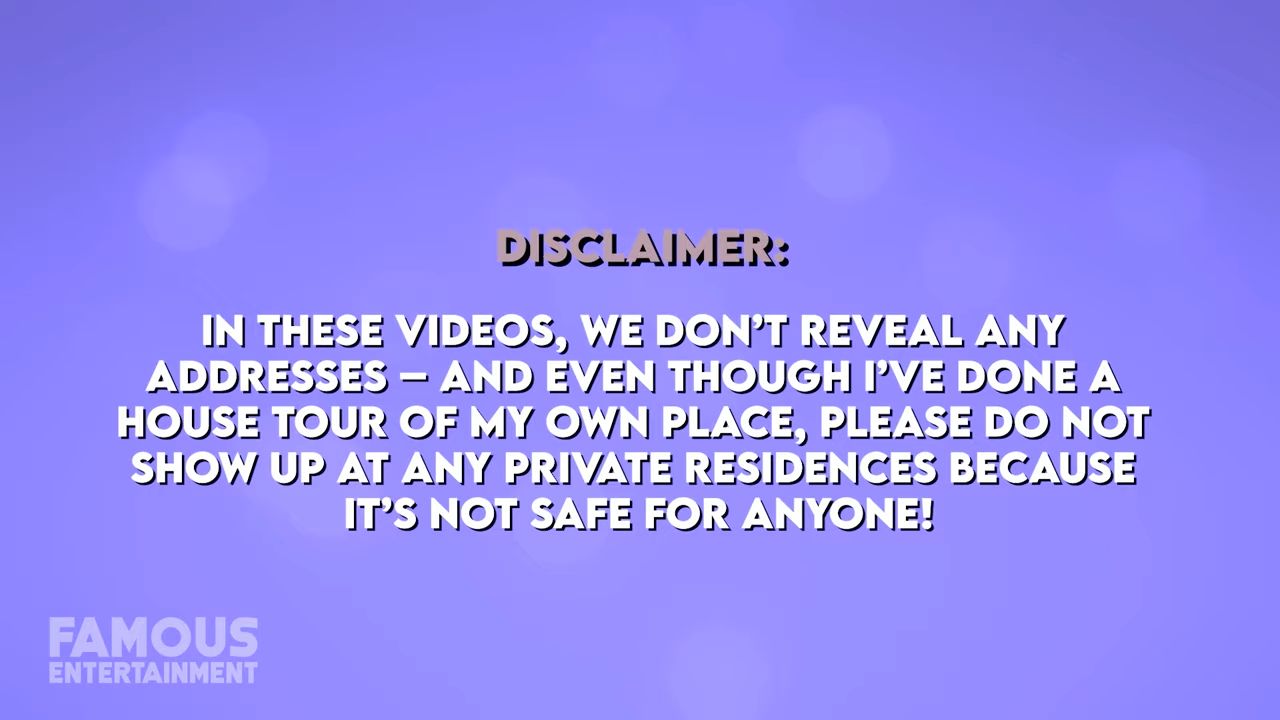 DISCLAIMER:
IN THESE VIDEOS, WE DON'T REVEAL ANY
ADDRESSES – AND EVEN THOUGH I'VE DONE A
HOUSE TOUR OF MY OWN PLACE, PLEASE DO NOT
SHOW UP AT ANY PRIVATE RESIDENCES BECAUSE
IT'S NOT SAFE FOR ANYONE!
FAMOUS
ENTERTAINMENT